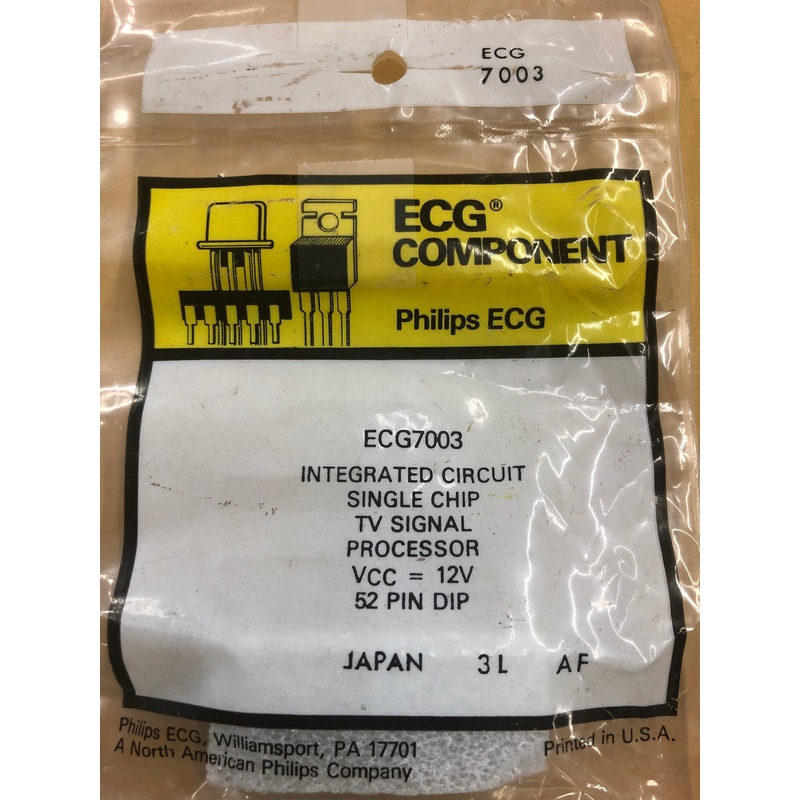 ECG
7003
ECG®
COMPONENT
Philips ECG
ECG7003
INTEGRATED CIRCUIT
SINGLE CHIP
TV SIGNAL
PROCESSOR
VCC = 12V
52 PIN DIP
JAPAN 3L AF
Philips ECG, Williamsport, PA 17701
A North American Philips Company
Printed in U.S.A.